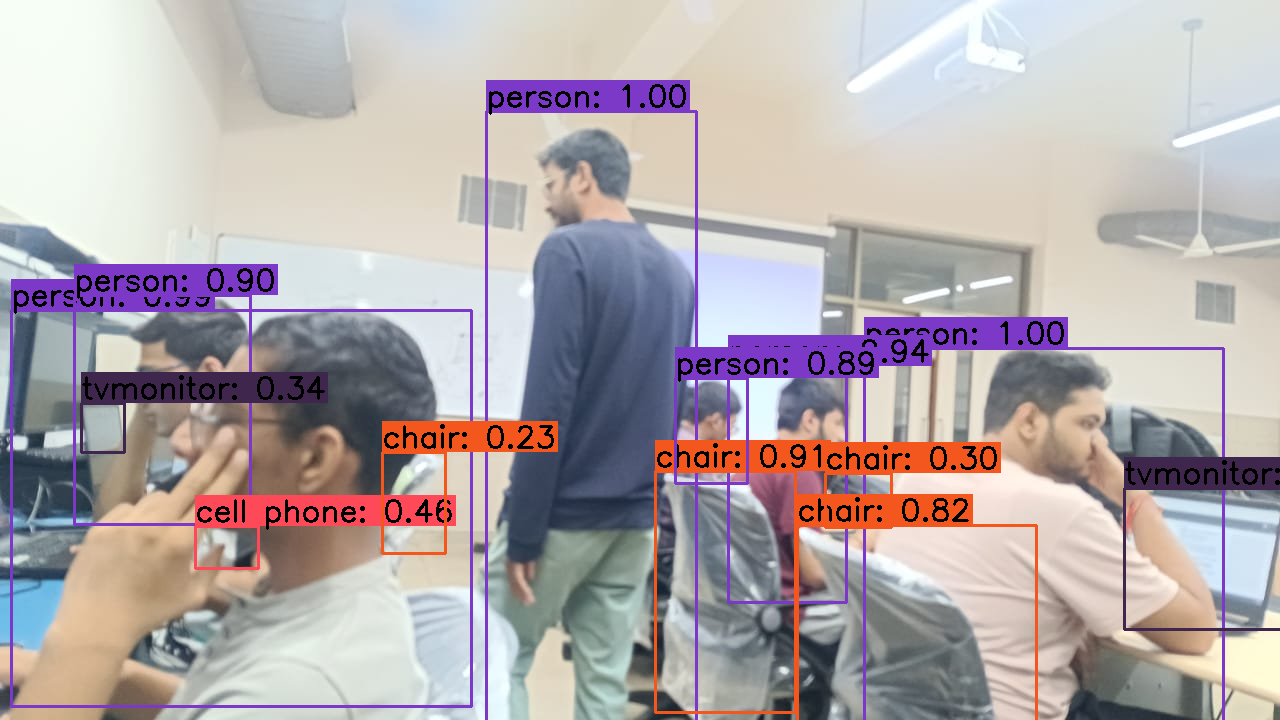 person: 1.00
person: 0.90
person: 0.99
person: 1.00
.94
person: 0.89
tvmonitor: 0.34
chair: 0.23
chair: 0.91
chair: 0.30
tvmonitor:
cell phone: 0.46
chair: 0.82